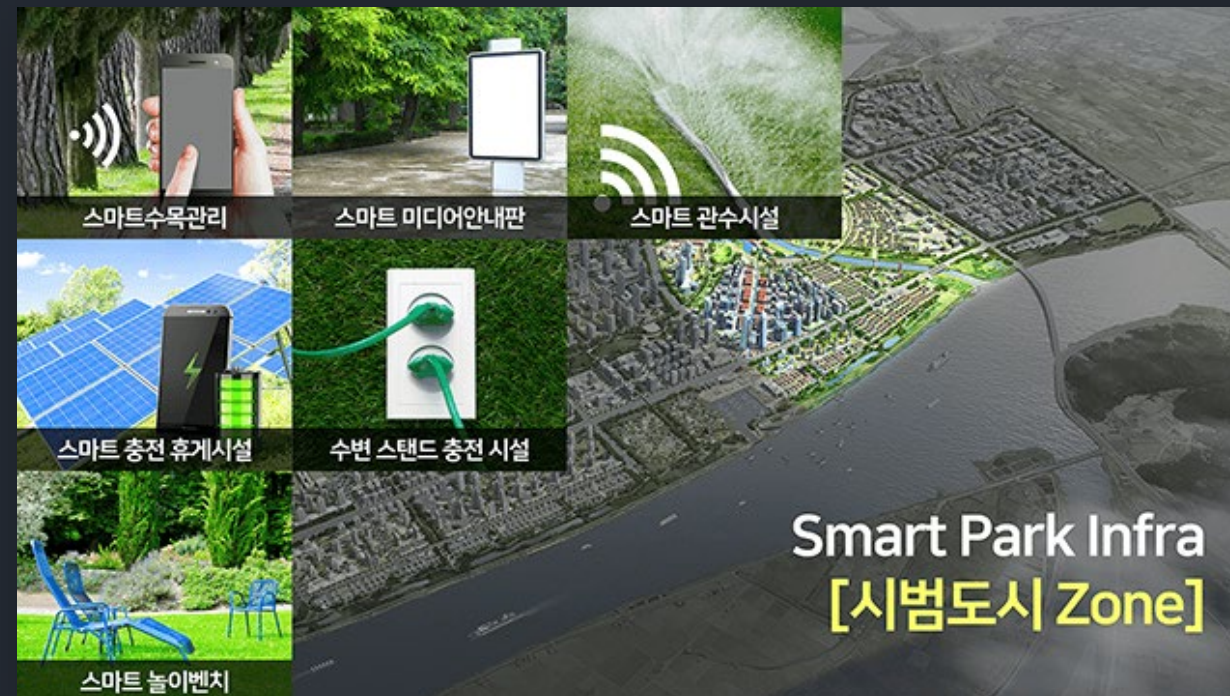 스마트수목관리
스마트 미디어안내판
스마트 관수시설
스마트 충전 휴게시설
수변 스탠드 충전 시설
스마트 놀이벤치
Smart Park Infra
[시범도시 Zone]